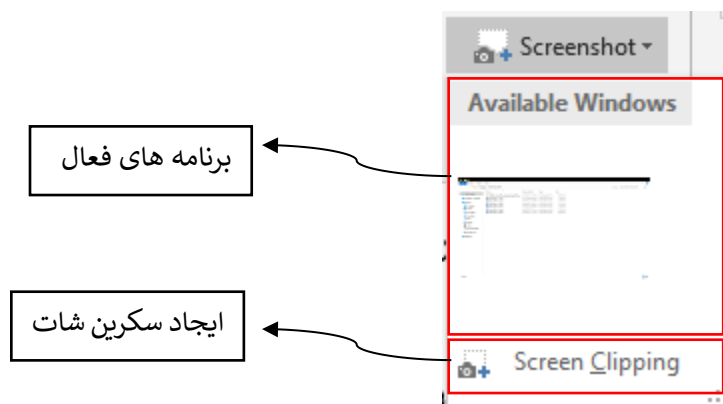 Screenshot
Available Windows
برنامه های فعال
ایجاد سکرین شات
Screen Clipping